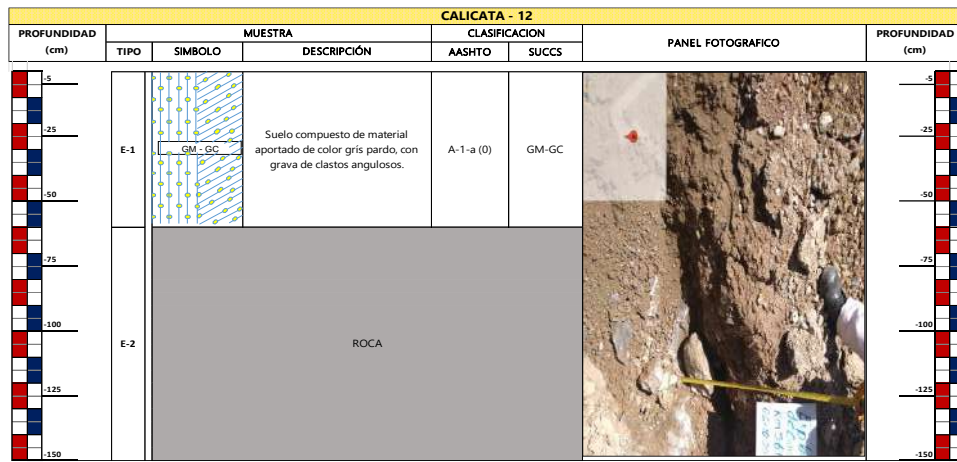 CALICATA - 12
PROFUNDIDAD (cm)
MUESTRA
CLASIFICACION
PANEL FOTOGRAFICO
PROFUNDIDAD (cm)
TIPO
SIMBOLO
DESCRIPCIÓN
AASHTO
SUCCS
-5
-25
-50
-75
-100
-125
-150
E-1
GM - GC
Suelo compuesto de material
aportado de color gris pardo, con
grava de clastos angulosos.
A-1-a (0)
GM-GC
E-2
ROCA
-5
-25
-50
-75
-100
-125
-150